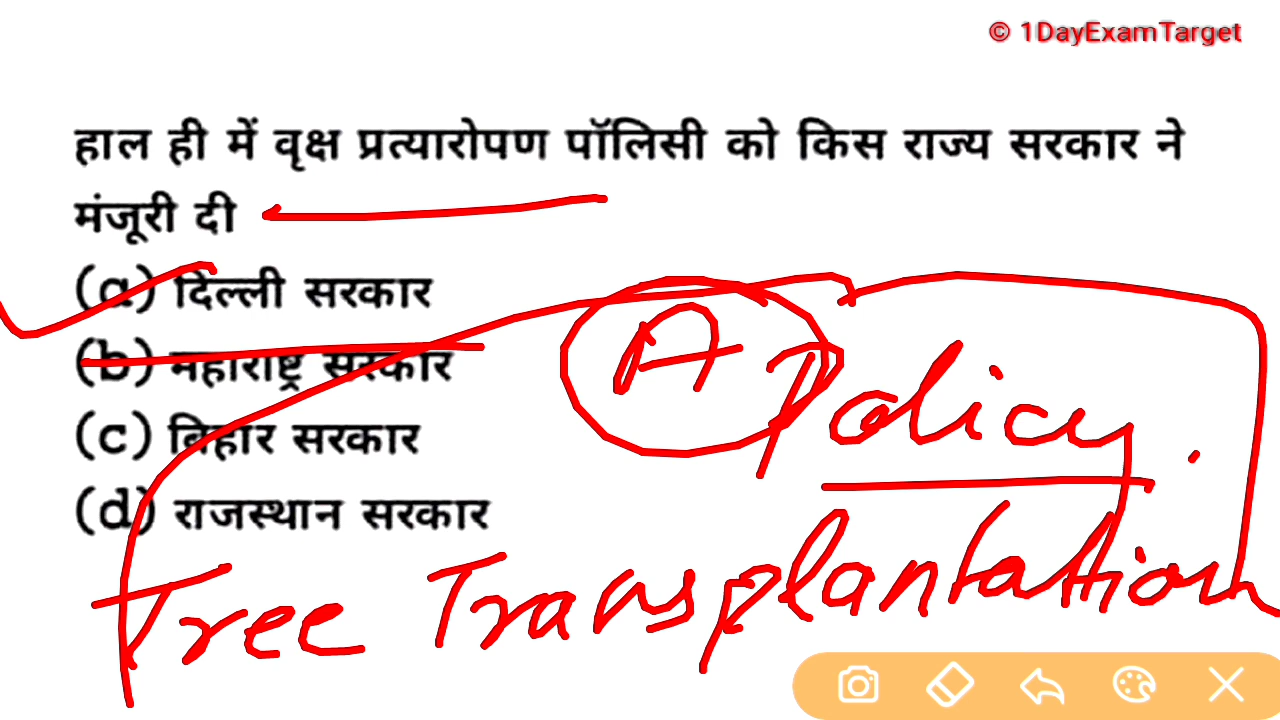 © 1DayExamTarget
हाल ही में वृक्ष प्रत्यारोपण पॉलिसी को किस राज्य सरकार ने
मंजूरी दी
(a) दिल्ली सरकार
(b) महाराष्ट्र सरकार
(c) बिहार सरकार
(d) राजस्थान सरकार
A
Policy.
Tree Transplantation